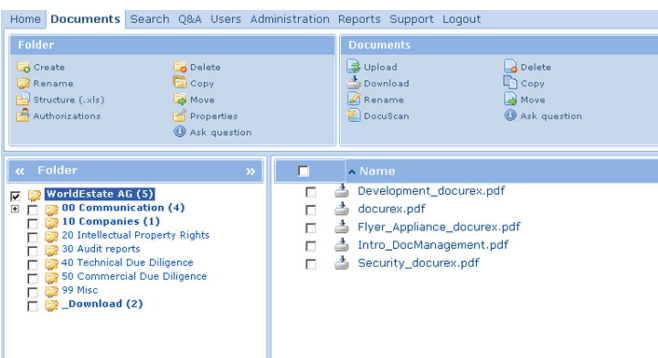 Home Documents Search Q&A Users Administration Reports Support Logout
Folder
Create
Rename
Structure (.xls)
Authorizations
Delete
Copy
Move
Properties
Ask question
Documents
Upload
Download
Rename
DocuScan
Delete
Copy
Move
Ask question
« Folder »
WorldEstate AG (5)
00 Communication (4)
10 Companies (1)
20 Intellectual Property Rights
30 Audit reports
40 Technical Due Diligence
50 Commercial Due Diligence
99 Misc
_Download (2)
Name
Development_docurex.pdf
docurex.pdf
Flyer_Appliance_docurex.pdf
Intro_DocManagement.pdf
Security_docurex.pdf